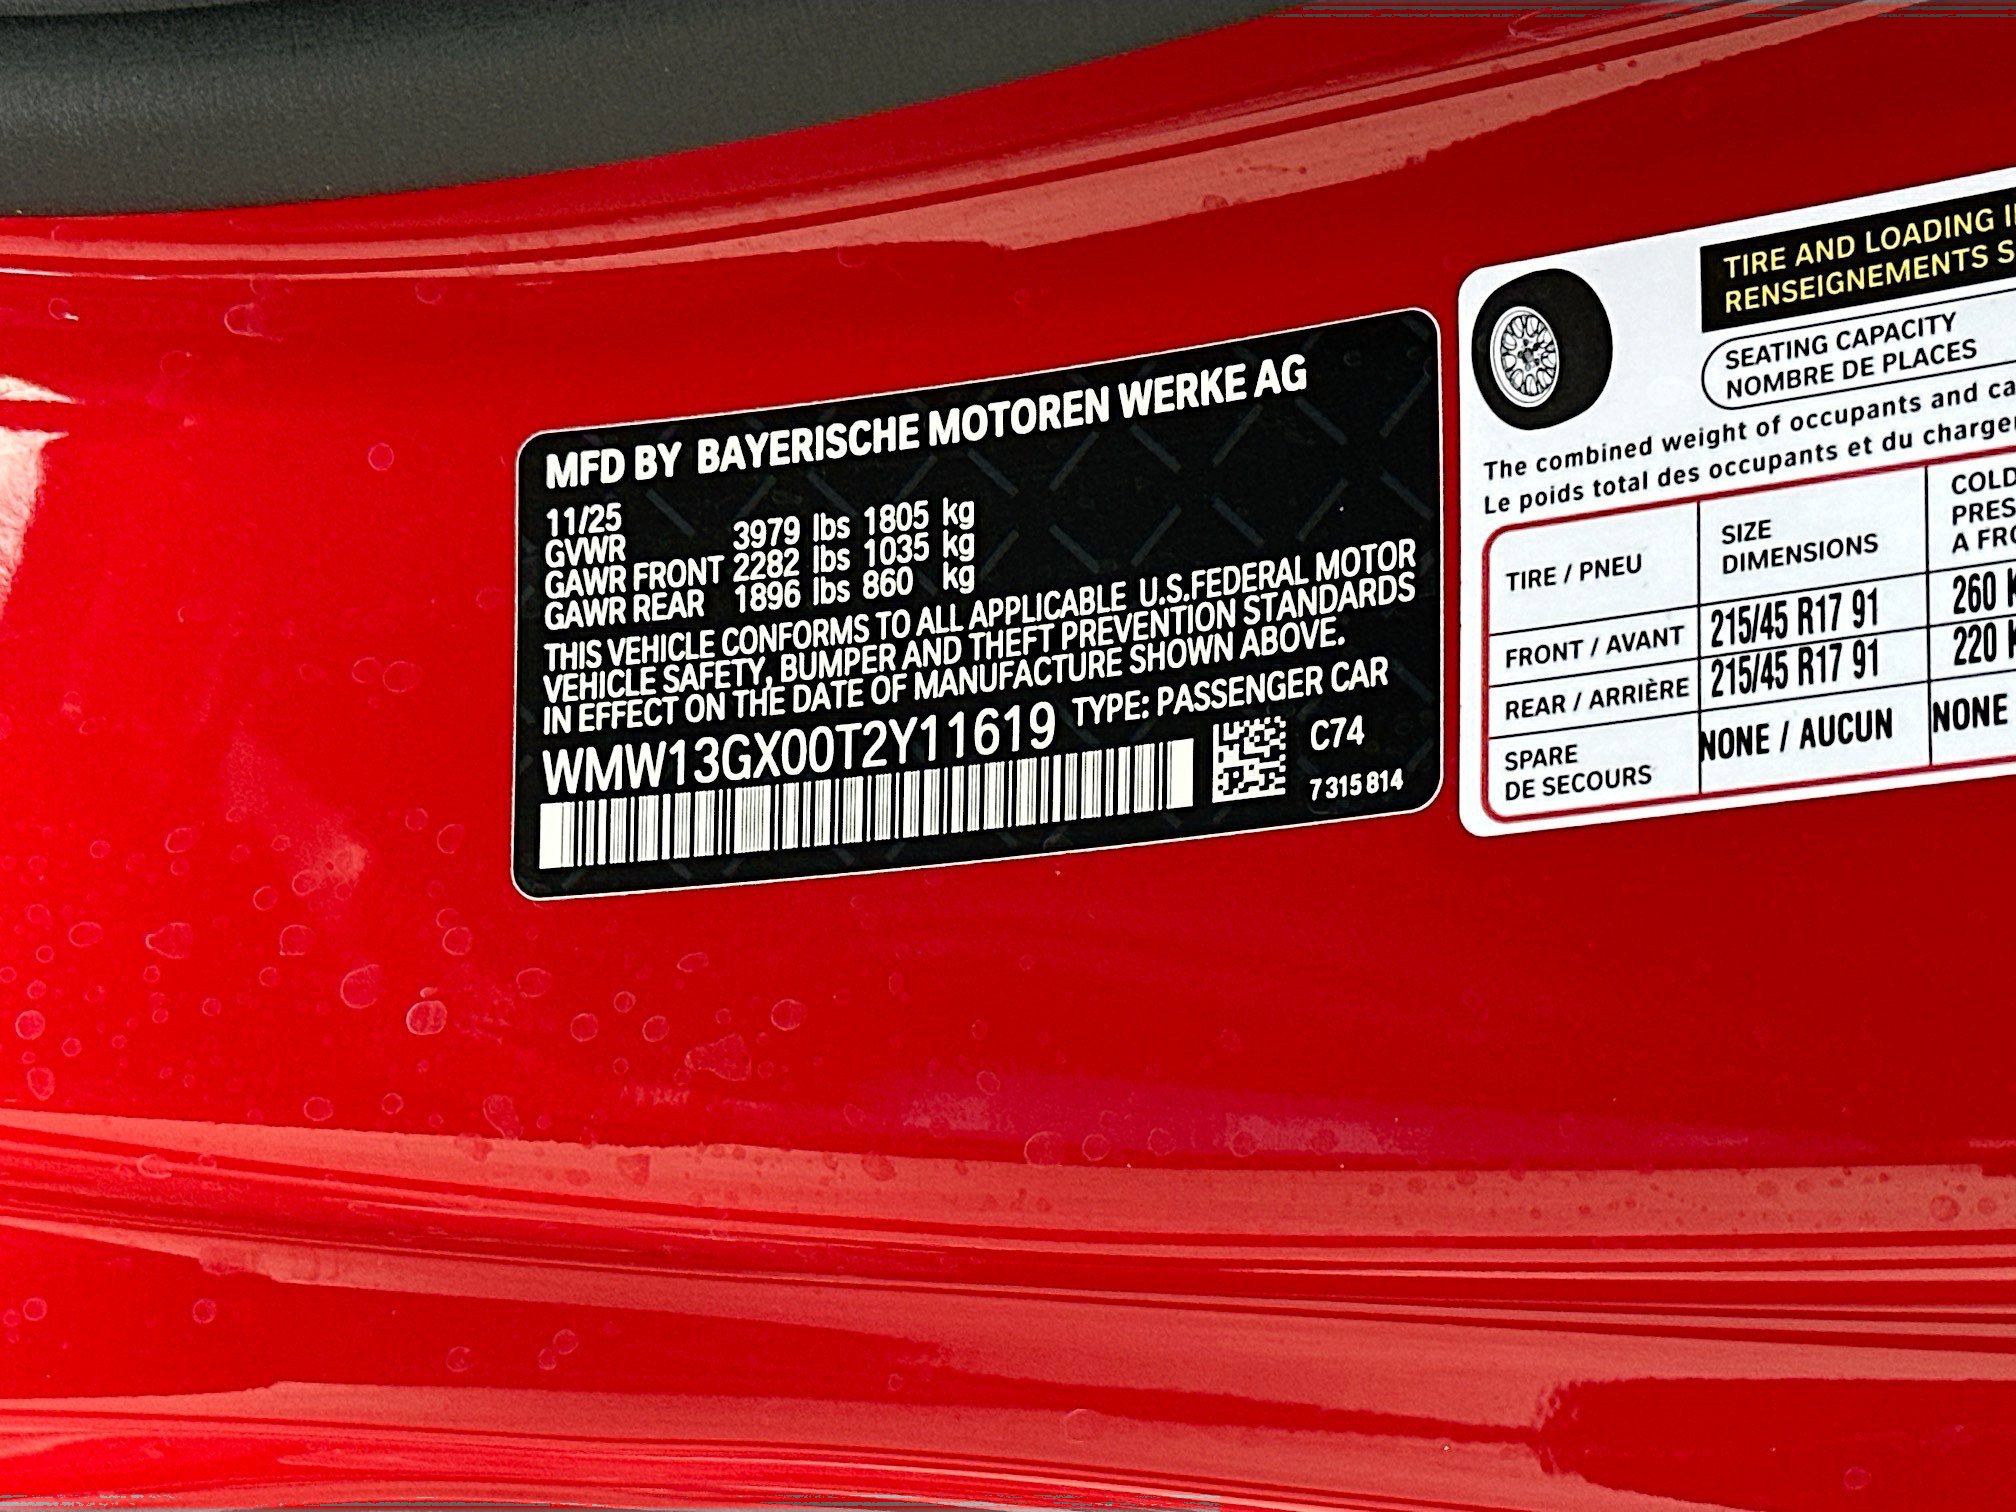 MFD BY BAYERISCHE MOTOREN WERKE AG
11/25
GVWR 3979 lbs 1805 kg
GAWR FRONT 2282 lbs 1035 kg
GAWR REAR 1896 lbs 860 kg
THIS VEHICLE CONFORMS TO ALL APPLICABLE U.S.FEDERAL MOTOR
VEHICLE SAFETY, BUMPER AND THEFT PREVENTION STANDARDS
IN EFFECT ON THE DATE OF MANUFACTURE SHOWN ABOVE.
WMW13GX00T2Y11619 TYPE: PASSENGER CAR
C74
7 315 814
TIRE AND LOADING
RENSEIGNEMENTS
SEATING CAPACITY
NOMBRE DE PLACES
The combined weight of occupants and
Le poids total des occupants et du
TIRE / PNEU
SIZE
DIMENSIONS
COLD
A
FRONT / AVANT 215/45 R17 91 260
REAR / ARRIÈRE 215/45 R17 91 220
SPARE
DE SECOURS
NONE / AUCUN NONE